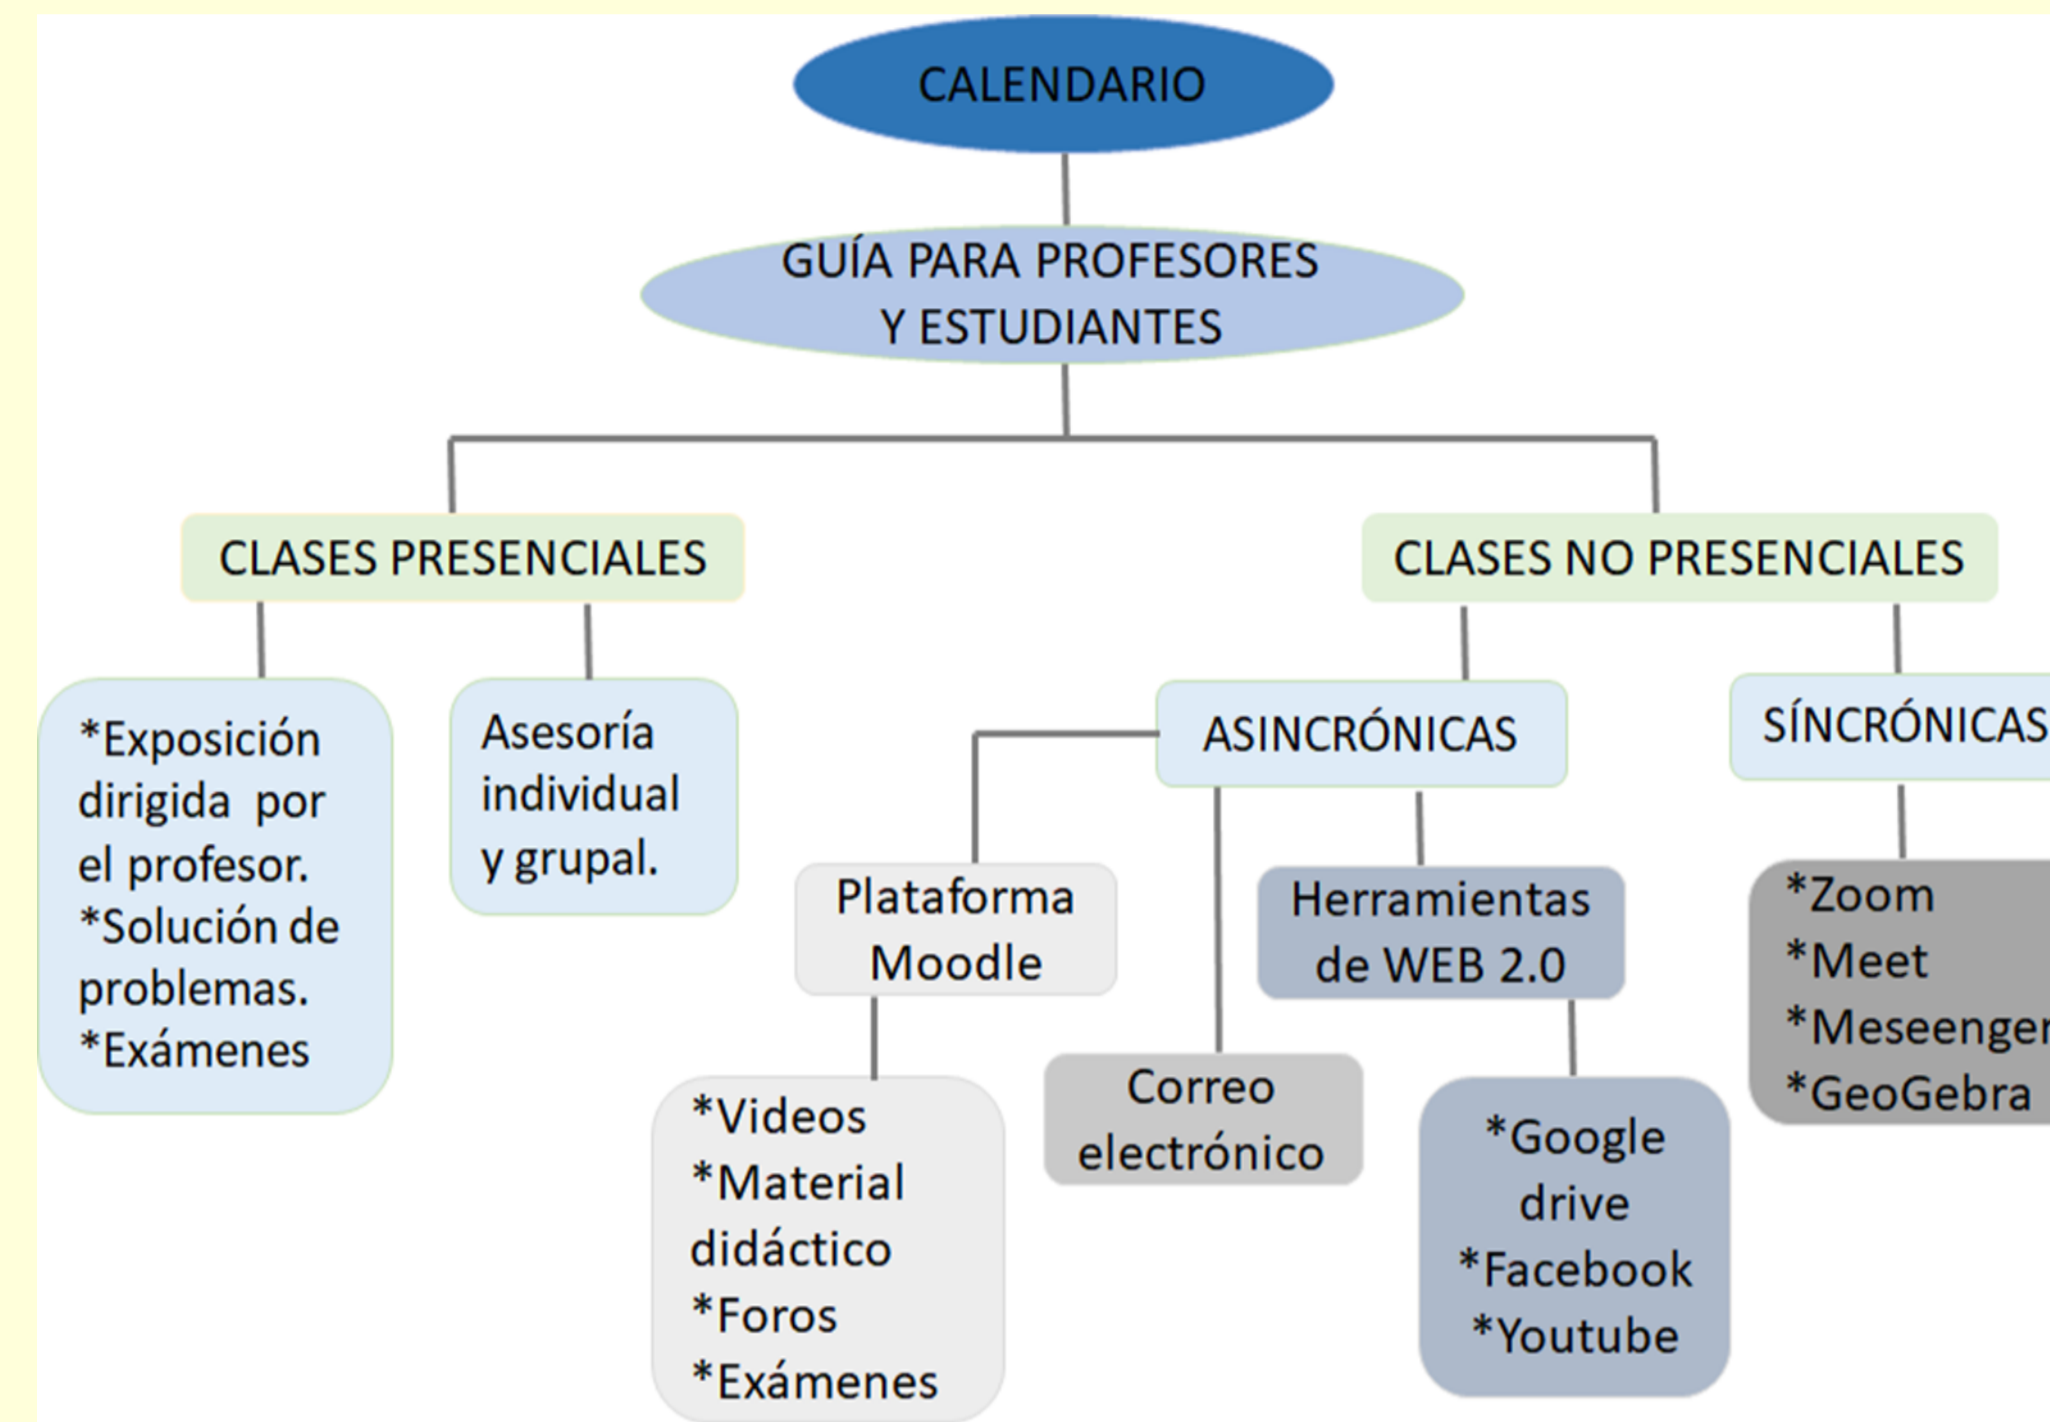 CALENDARIO
GUÍA PARA PROFESORES
Y ESTUDIANTES
CLASES PRESENCIALES
CLASES NO PRESENCIALES
*Exposición
dirigida por
el profesor.
*Solución de
problemas.
*Exámenes
Asesoría
individual
y grupal.
ASINCRÓNICAS
SÍNCRÓNICAS
Plataforma
Moodle
Herramientas
de WEB 2.0
*Zoom
*Meet
*Meseenger
*GeoGebra
*Videos
*Material
didáctico
*Foros
*Exámenes
Correo
electrónico
*Google
drive
*Facebook
*Youtube